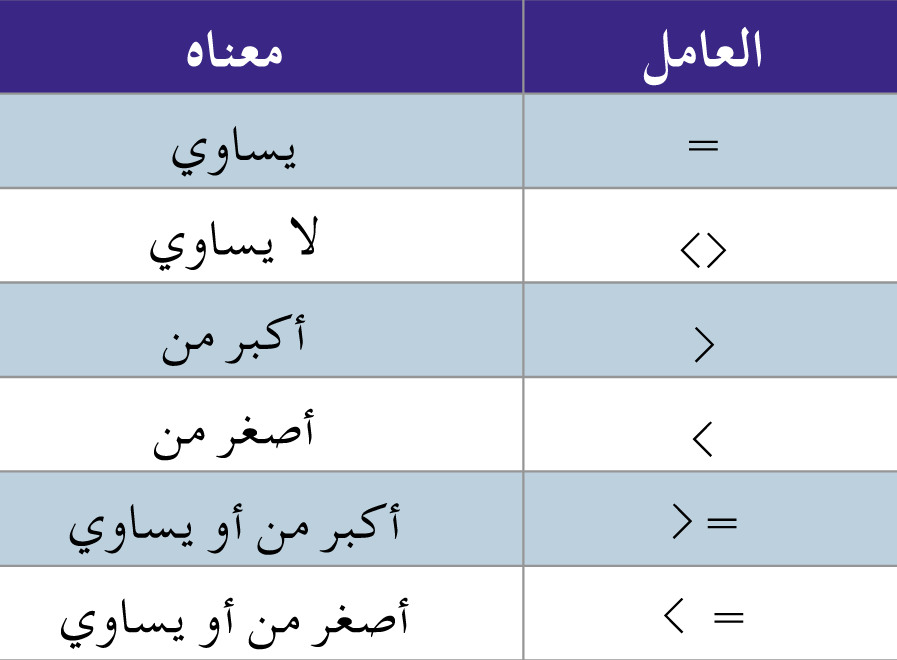 العامل معناه
= يساوي
<> لا يساوي
> أكبر من
< أصغر من
>= أكبر من أو يساوي
< = أصغر من أو يساوي